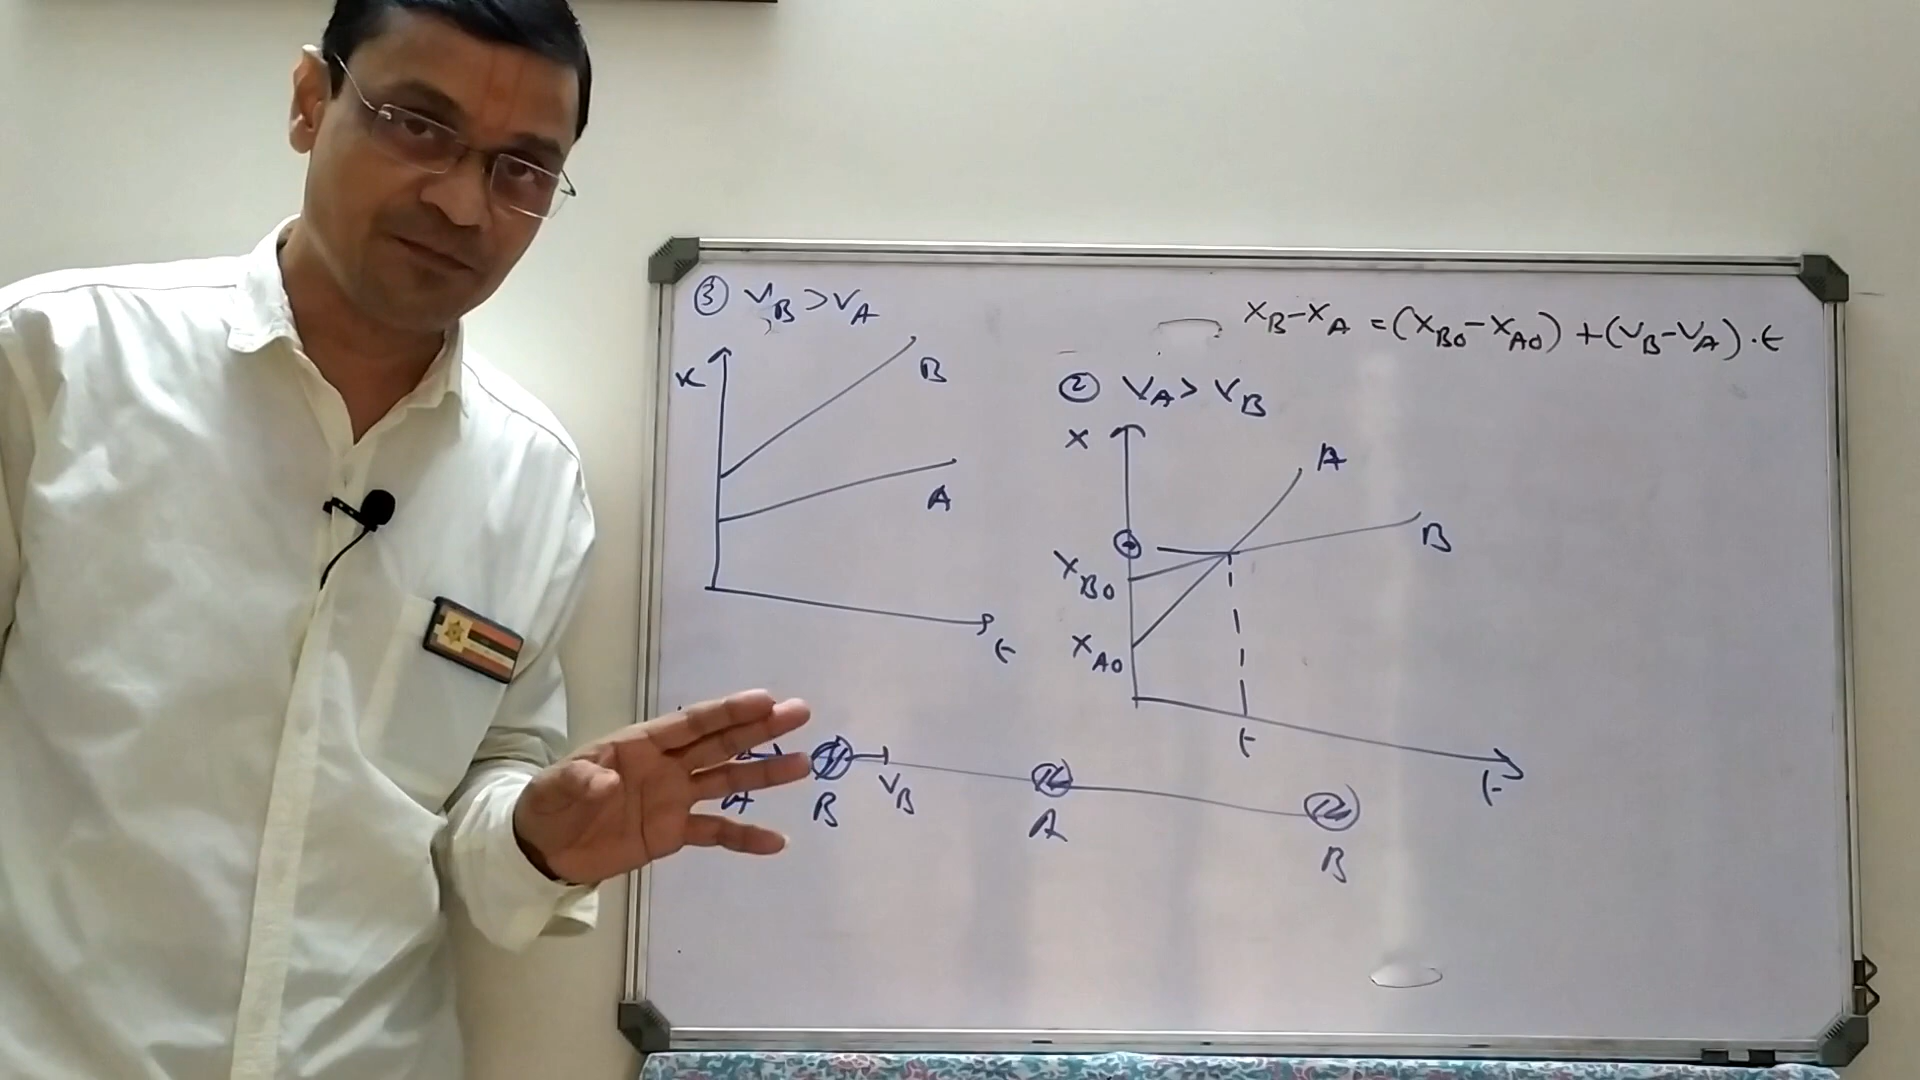 ③ V_B > V_A
x_B - x_A = (x_B0 - x_A0) + (V_B - V_A) · t
② V_A > V_B
x
B
A
t
x
A
B
x_B0
x_A0
t
t
A B V_B A B